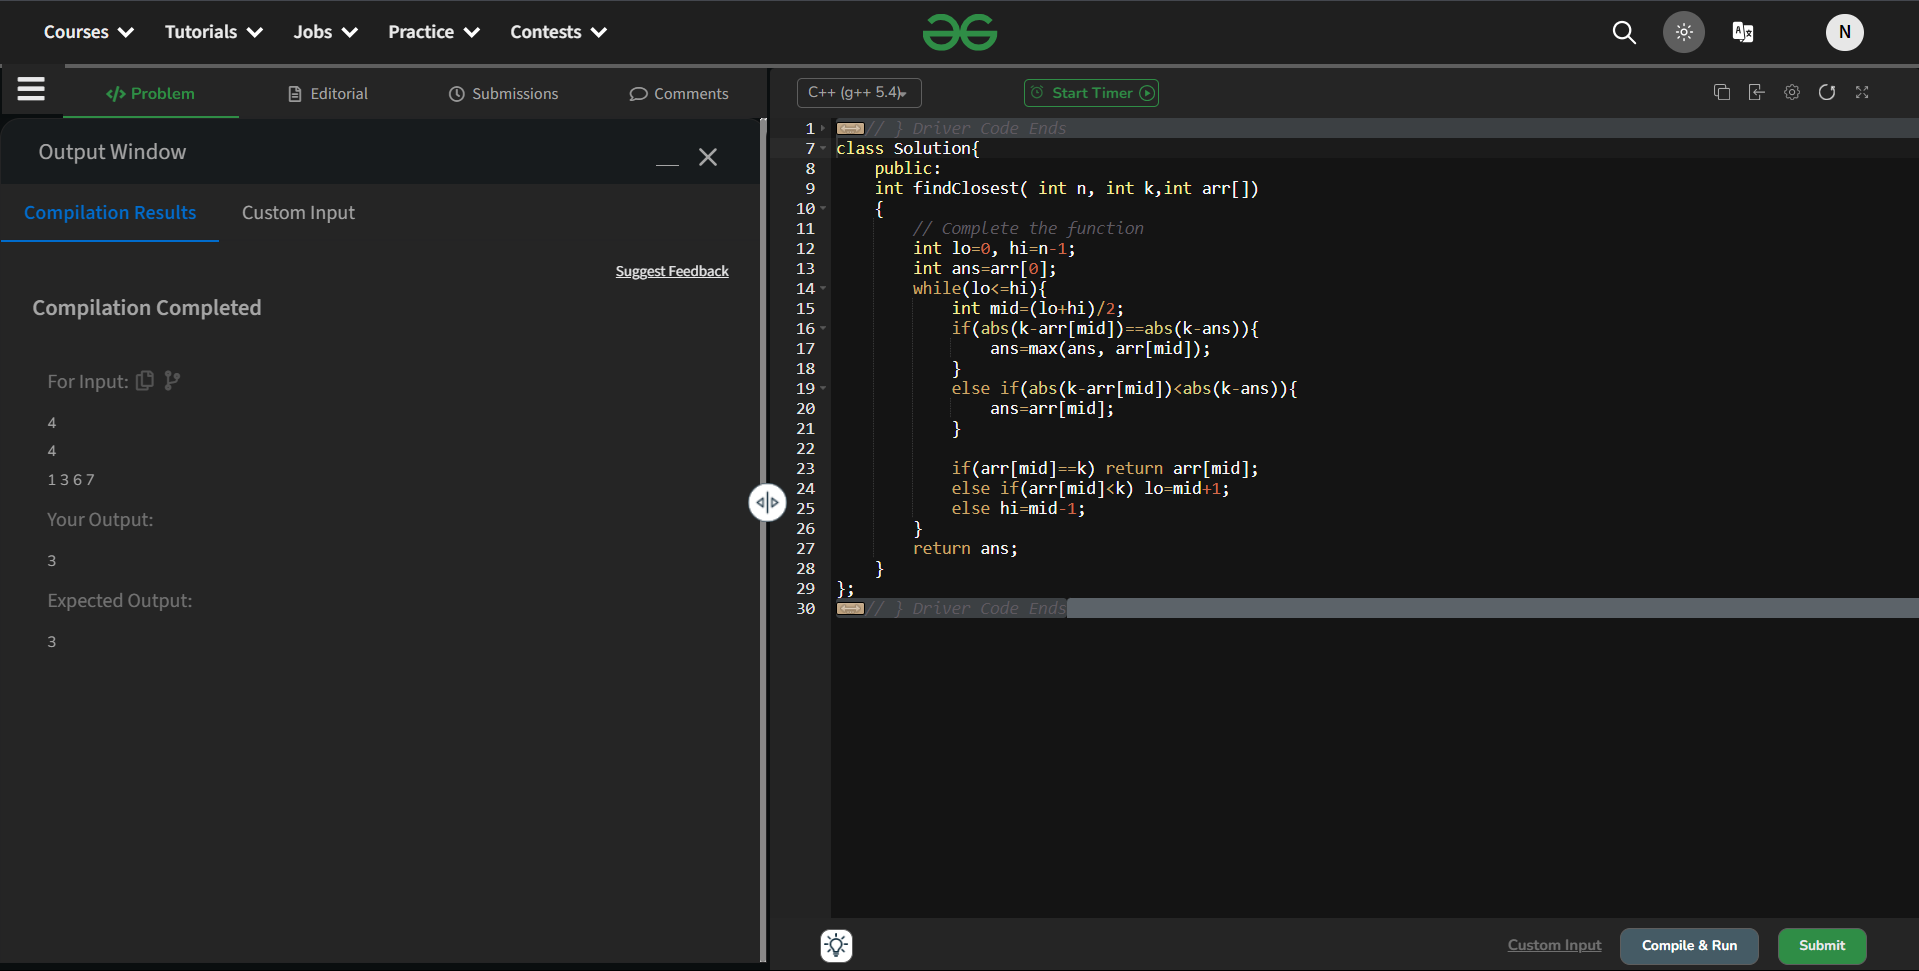 Courses Tutorials Jobs Practice Contests
N
Problem Editorial Submissions Comments
C++ (g++ 5.4) Start Timer
Output Window
Compilation Results Custom Input
Suggest Feedback
Compilation Completed
For Input:
4
4
1 3 6 7
Your Output:
3
Expected Output:
3
1 // } Driver Code Ends
7 class Solution{
8 public:
9 int findClosest( int n, int k,int arr[])
10 {
11 // Complete the function
12 int lo=0, hi=n-1;
13 int ans=arr[0];
14 while(lo<=hi){
15 int mid=(lo+hi)/2;
16 if(abs(k-arr[mid])==abs(k-ans)){
17 ans=max(ans, arr[mid]);
18 }
19 else if(abs(k-arr[mid])<abs(k-ans)){
20 ans=arr[mid];
21 }
22
23 if(arr[mid]==k) return arr[mid];
24 else if(arr[mid]<k) lo=mid+1;
25 else hi=mid-1;
26 }
27 return ans;
28 }
29 };
30 // } Driver Code Ends
Custom Input Compile & Run Submit